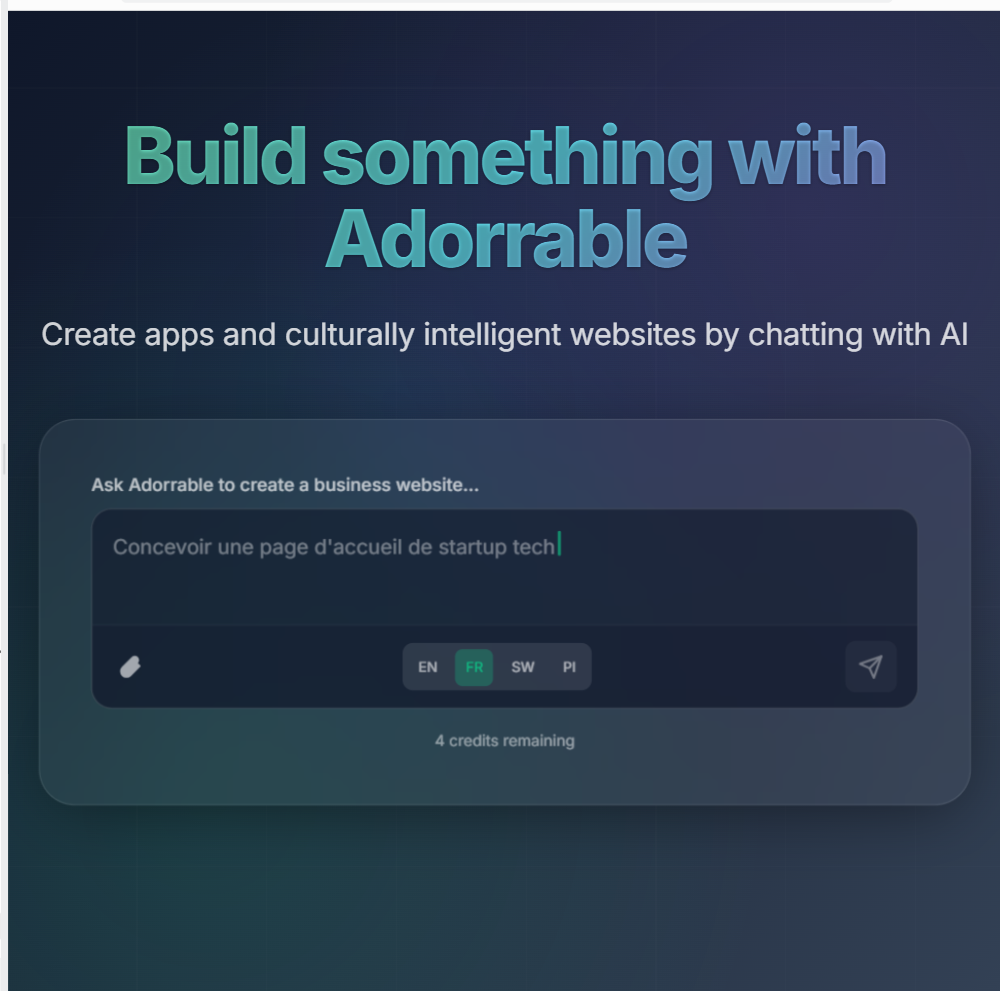 Build something with
Adorrable
Create apps and culturally intelligent websites by chatting with AI
Ask Adorrable to create a business website...
Concevoir une page d'accueil de startup tech
EN FR SW PI
4 credits remaining